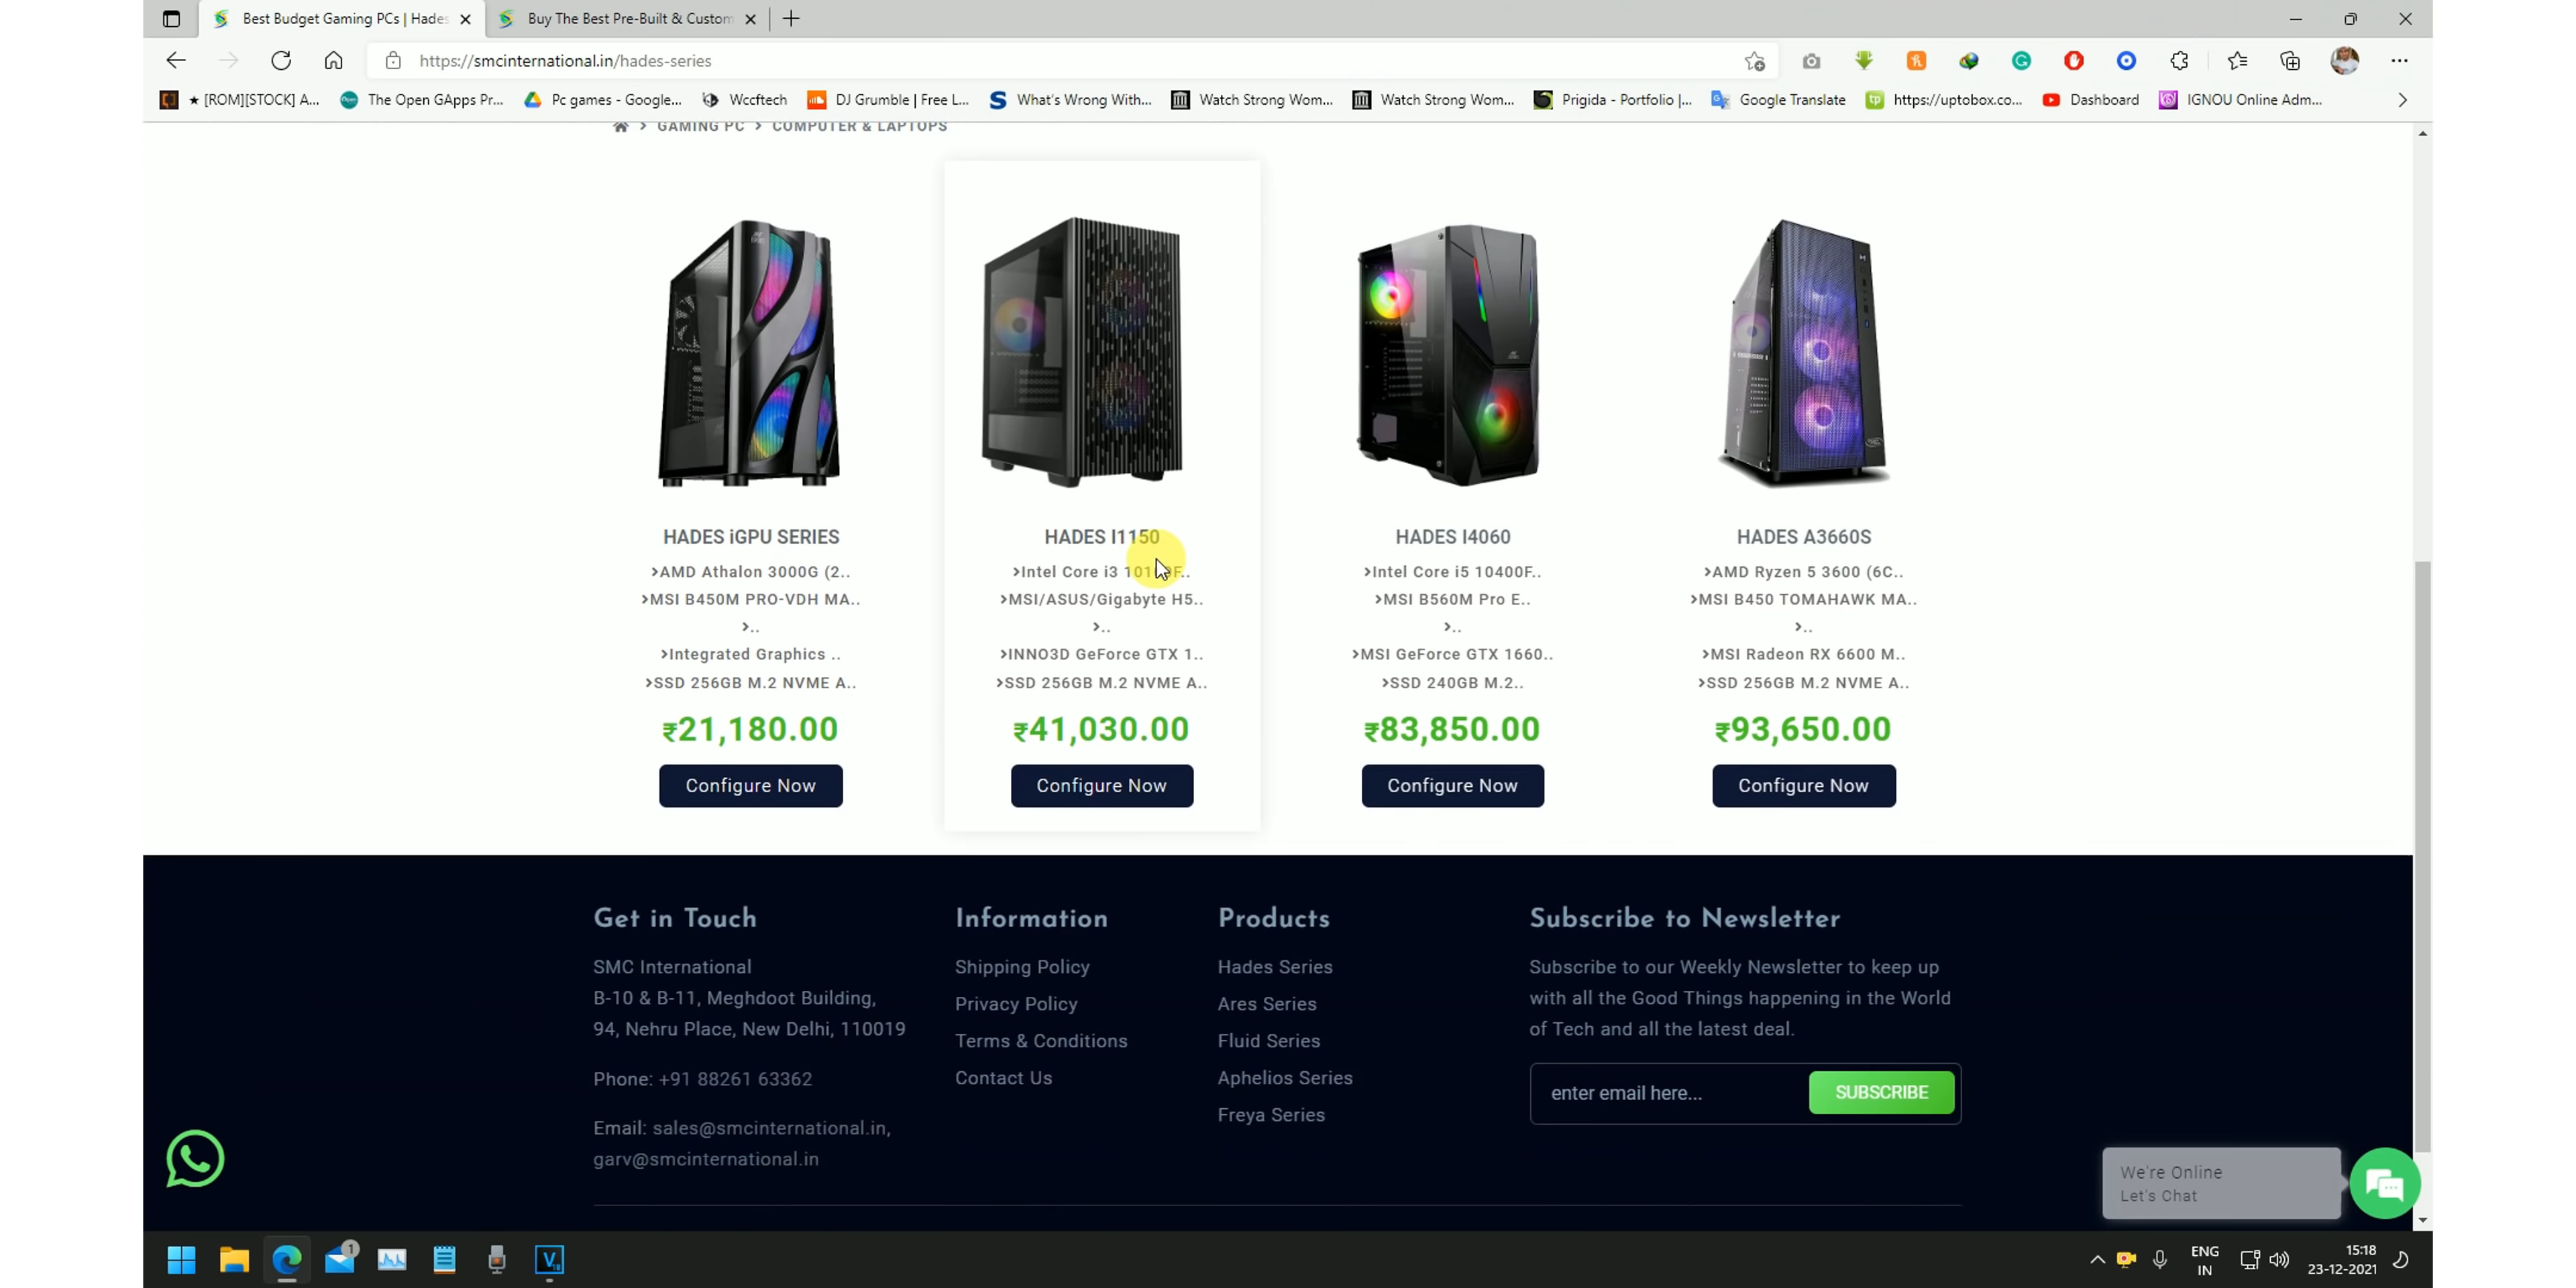 Best Budget Gaming PCs | Hades
Buy The Best Pre-Built & Custom
https://smcinternational.in/hades-series
★ [ROM][STOCK] A...
The Open GApps Pr...
Pc games - Google...
Wccftech
DJ Grumble | Free L...
What's Wrong With...
Watch Strong Wom...
Watch Strong Wom...
Prigida - Portfolio |...
Google Translate
https://uptobox.co...
Dashboard
IGNOU Online Adm...
> GAMING PC > COMPUTER & LAPTOPS
HADES iGPU SERIES
>AMD Athalon 3000G (2..
>MSI B450M PRO-VDH MA..
>..
>Integrated Graphics ..
>SSD 256GB M.2 NVME A..
₹21,180.00
Configure Now
HADES I1150
>Intel Core i3 10100F..
>MSI/ASUS/Gigabyte H5..
>..
>INNO3D GeForce GTX 1..
>SSD 256GB M.2 NVME A..
₹41,030.00
Configure Now
HADES I4060
>Intel Core i5 10400F..
>MSI B560M Pro E..
>..
>MSI GeForce GTX 1660..
>SSD 240GB M.2..
₹83,850.00
Configure Now
HADES A3660S
>AMD Ryzen 5 3600 (6C..
>MSI B450 TOMAHAWK MA..
>..
>MSI Radeon RX 6600 M..
>SSD 256GB M.2 NVME A..
₹93,650.00
Configure Now
Get in Touch
SMC International
B-10 & B-11, Meghdoot Building,
94, Nehru Place, New Delhi, 110019
Phone: +91 88261 63362
Email: sales@smcinternational.in,
garv@smcinternational.in
Information
Shipping Policy
Privacy Policy
Terms & Conditions
Contact Us
Products
Hades Series
Ares Series
Fluid Series
Aphelios Series
Freya Series
Subscribe to Newsletter
Subscribe to our Weekly Newsletter to keep up
with all the Good Things happening in the World
of Tech and all the latest deal.
enter email here...
SUBSCRIBE
We're Online
Let's Chat
1
ENG
IN
15:18
23-12-2021